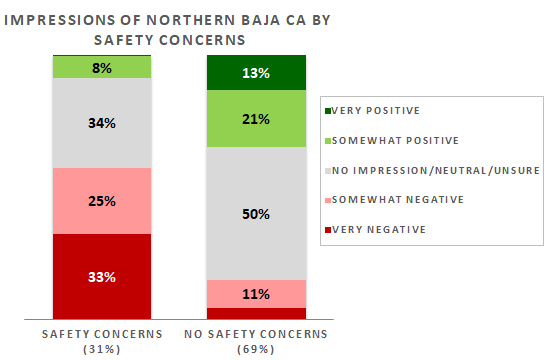 IMPRESSIONS OF NORTHERN BAJA CA BY
SAFETY CONCERNS
8%
34%
25%
33%
13%
21%
50%
11%
VERY POSITIVE
SOMEWHAT POSITIVE
NO IMPRESSION/NEUTRAL/UNSURE
SOMEWHAT NEGATIVE
VERY NEGATIVE
SAFETY CONCERNS
(31%)
NO SAFETY CONCERNS
(69%)